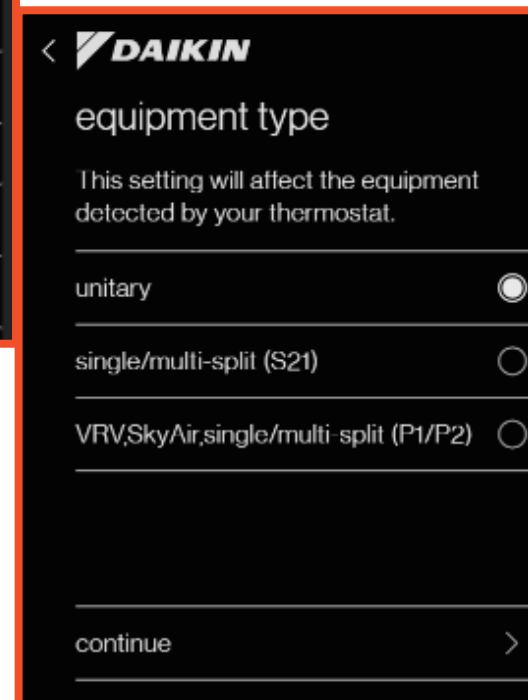 DAIKIN
equipment type
This setting will affect the equipment
detected by your thermostat.
unitary
single/multi-split (S21)
VRV,SkyAir,single/multi-split (P1/P2)
continue